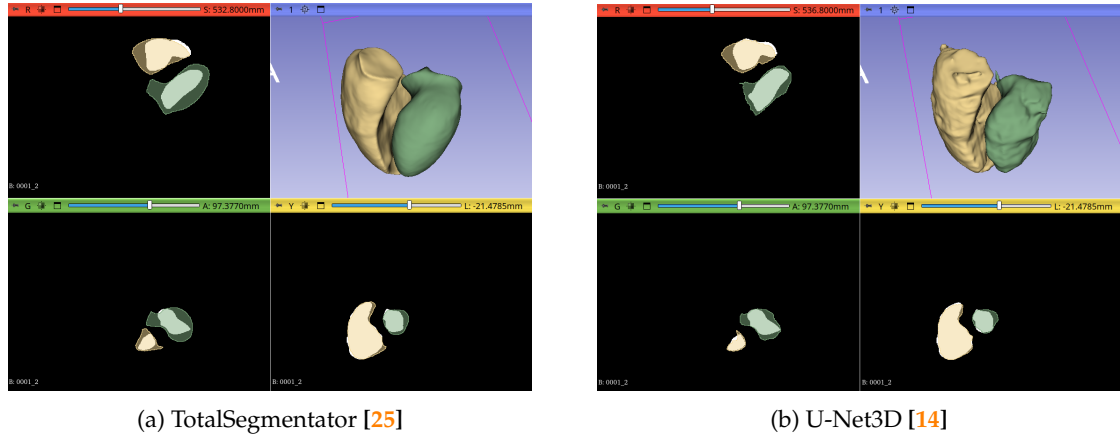 R S: 532.8000mm
1
A
B: 0001_2
G A: 97.3770mm
Y L: -21.4785mm
B: 0001_2
B: 0001_2
(a) TotalSegmentator [25]
R S: 536.8000mm
1
A
B: 0001_2
G A: 97.3770mm
Y L: -21.4785mm
B: 0001_2
B: 0001_2
(b) U-Net3D [14]